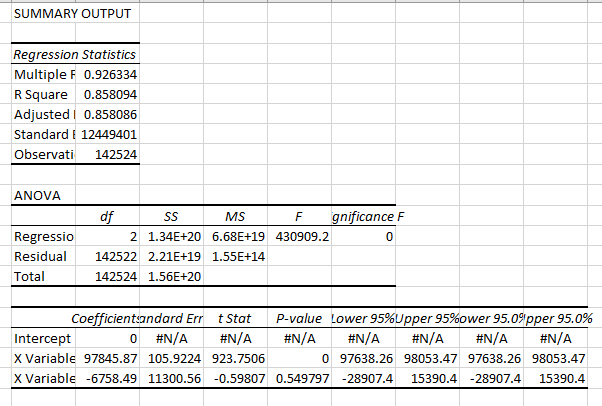 SUMMARY OUTPUT
Regression Statistics
Multiple R 0.926334
R Square 0.858094
Adjusted 0.858086
Standard E 12449401
Observati 142524
ANOVA
df SS MS F gnificance F
Regressio 2 1.34E+20 6.68E+19 430909.2 0
Residual 142522 2.21E+19 1.55E+14
Total 142524 1.56E+20
Coefficients andard Err t Stat P-value Lower 95% Upper 95% ower 95.0% pper 95.0%
Intercept 0 #N/A #N/A #N/A #N/A #N/A #N/A #N/A
X Variable 97845.87 105.9224 923.7506 0 97638.26 98053.47 97638.26 98053.47
X Variable -6758.49 11300.56 -0.59807 0.549797 -28907.4 15390.4 -28907.4 15390.4